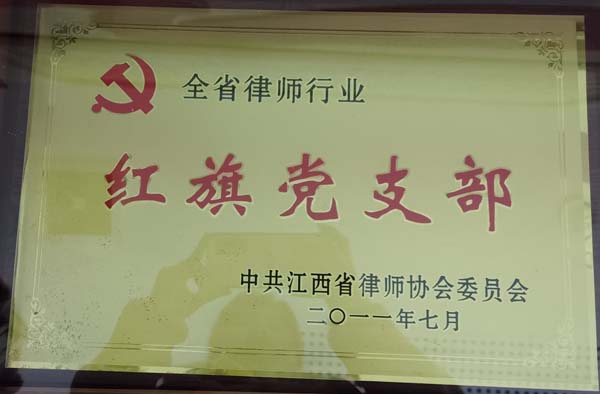 全省律师行业
红旗党支部
中共江西省律师协会委员会
二〇一一年七月